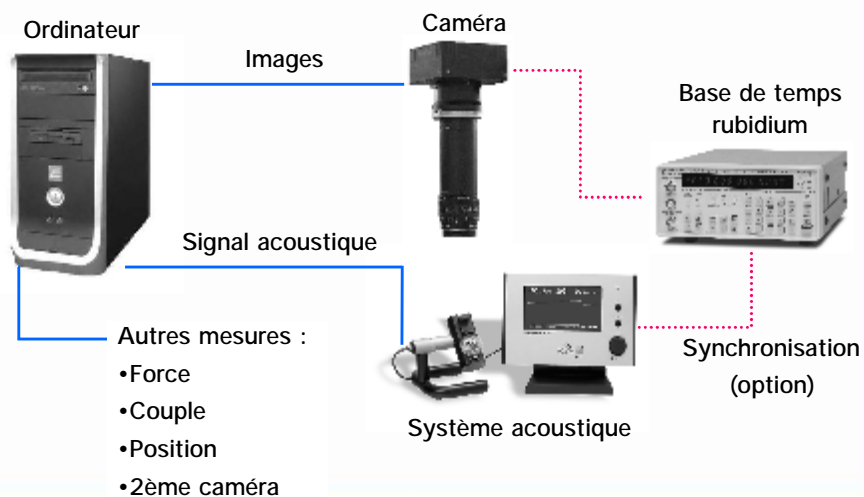 Ordinateur
Caméra
Images
Base de temps
rubidium
Signal acoustique
Autres mesures :
•Force
•Couple
•Position
•2ème caméra
Synchronisation
(option)
Système acoustique